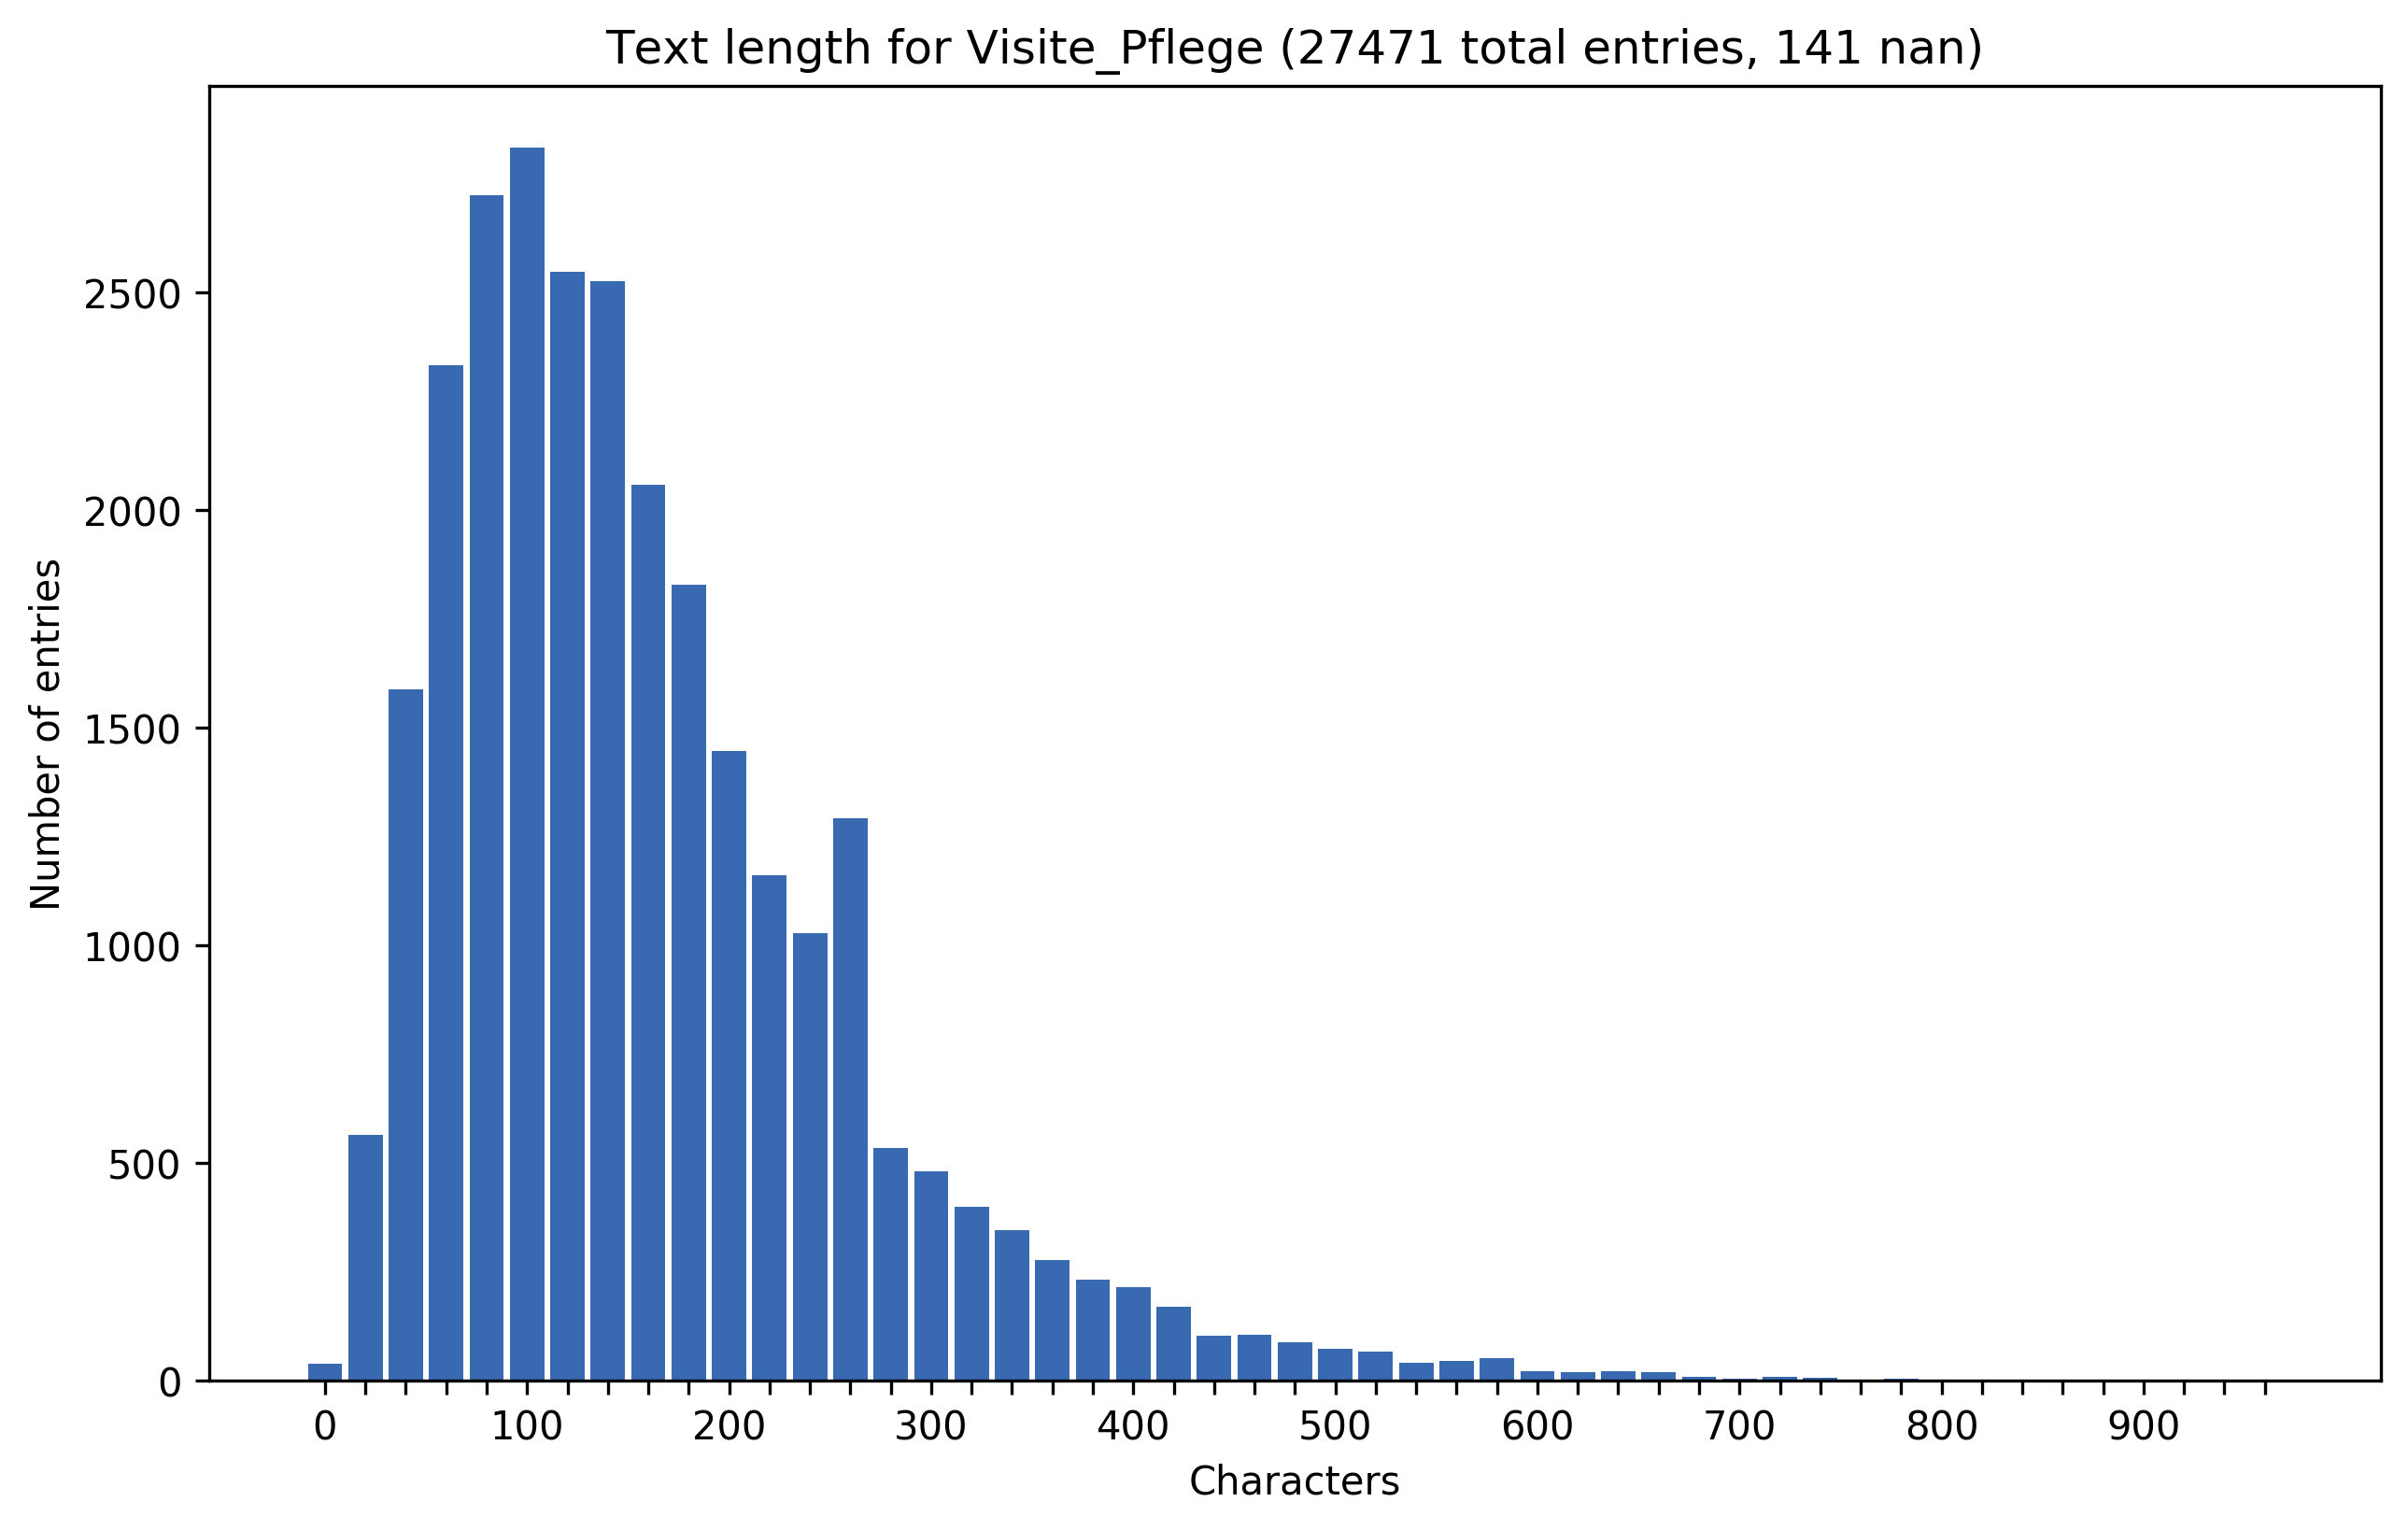 Text length for Visite_Pflege (27471 total entries, 141 nan)
Number of entries
2500
2000
1500
1000
500
0
0 100 200 300 400 500 600 700 800 900
Characters